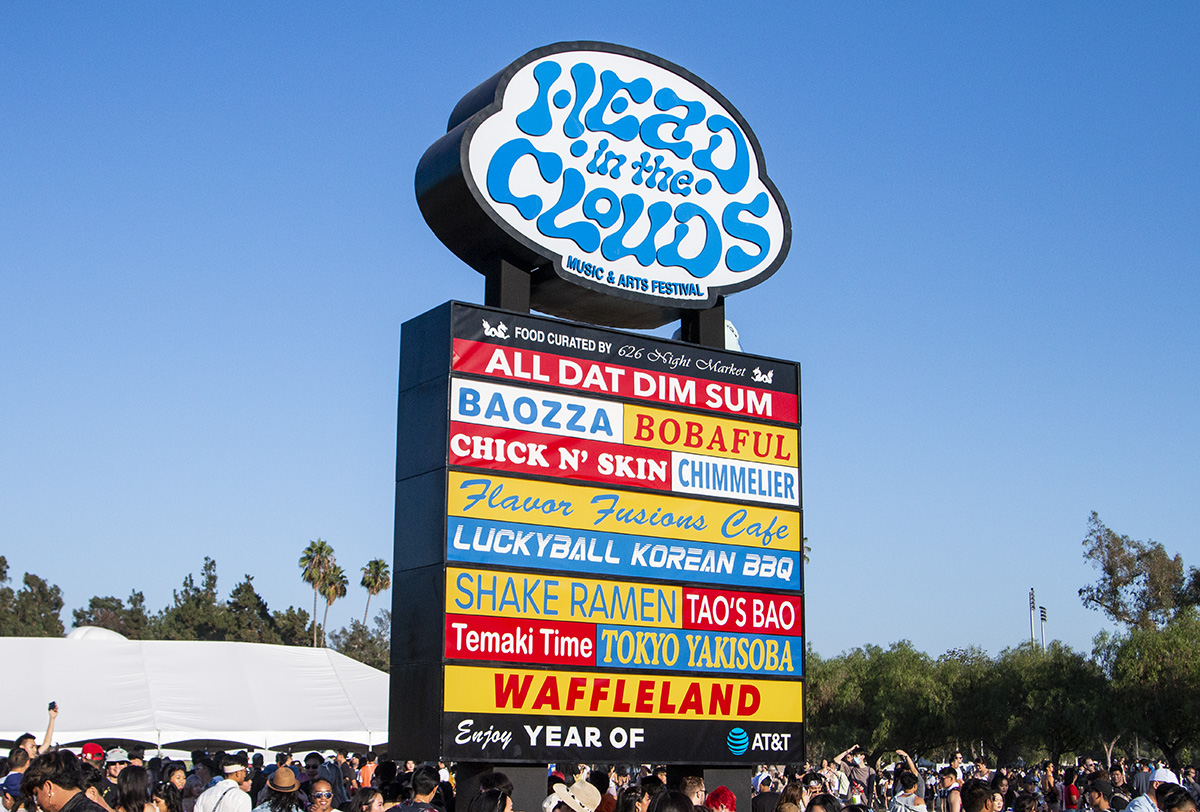 HEAD
in the
CLOUDS
MUSIC & ARTS FESTIVAL
FOOD CURATED BY 626 Night Market
ALL DAT DIM SUM
BAOZZA BOBAFUL
CHICK N' SKIN CHIMMELIER
Flavor Fusions Cafe
LUCKYBALL KOREAN BBQ
SHAKE RAMEN TAO'S BAO
Temaki Time TOKYO YAKISOBA
WAFFLELAND
Enjoy YEAR OF AT&T